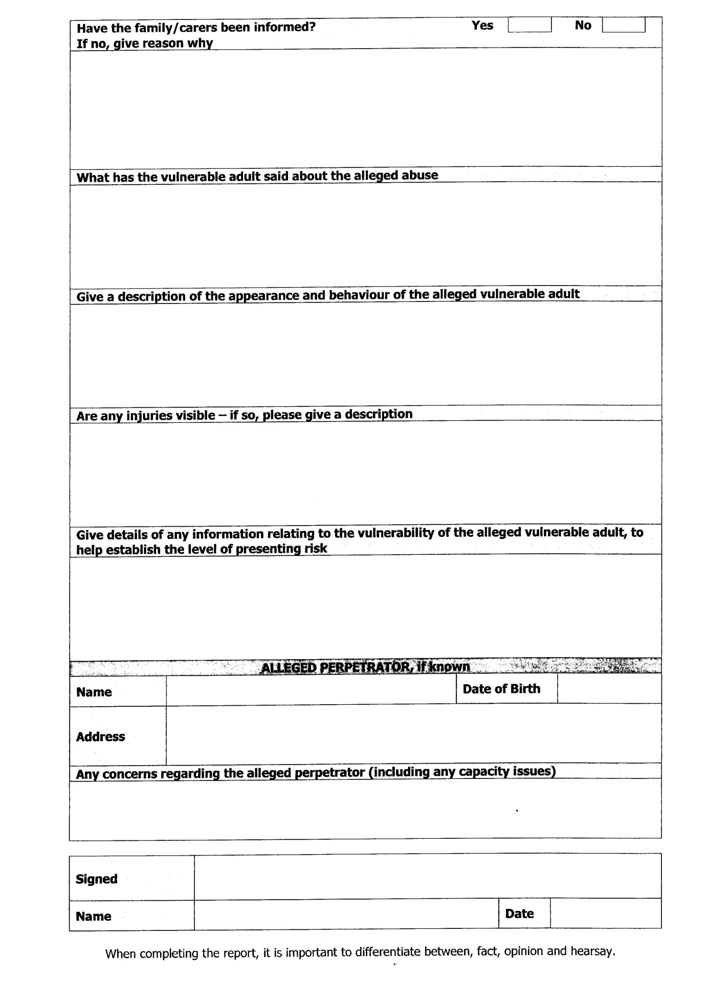 Have the family/carers been informed? Yes No
If no, give reason why
What has the vulnerable adult said about the alleged abuse
Give a description of the appearance and behaviour of the alleged vulnerable adult
Are any injuries visible – if so, please give a description
Give details of any information relating to the vulnerability of the alleged vulnerable adult, to
help establish the level of presenting risk
ALLEGED PERPETRATOR, if known
Name Date of Birth
Address
Any concerns regarding the alleged perpetrator (including any capacity issues)
Signed
Name Date
When completing the report, it is important to differentiate between, fact, opinion and hearsay.